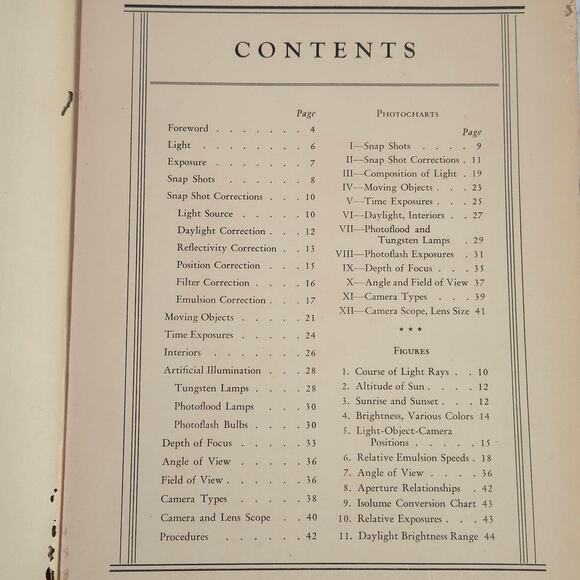 CONTENTS
Page
Foreword . . . . . . . 4
Light . . . . . . . . 6
Exposure . . . . . . . 7
Snap Shots . . . . . . 8
Snap Shot Corrections . . . 10
Light Source . . . . . 10
Daylight Correction . . . 12
Reflectivity Correction . . 13
Position Correction . . . 15
Filter Correction . . . . 16
Emulsion Correction . . . 17
Moving Objects . . . . . 21
Time Exposures . . . . . 24
Interiors . . . . . . . 26
Artificial Illumination . . . 28
Tungsten Lamps . . . . 28
Photoflood Lamps . . . 30
Photoflash Bulbs . . . . 30
Depth of Focus . . . . . 33
Angle of View . . . . . 36
Field of View . . . . . . 36
Camera Types . . . . . 38
Camera and Lens Scope . . 40
Procedures . . . . . . 42
PHOTOCHARTS
Page
I—Snap Shots . . . . 9
II—Snap Shot Corrections . 11
III—Composition of Light . 19
IV—Moving Objects . . . 23
V—Time Exposures . . . 25
VI—Daylight, Interiors . . 27
VII—Photoflood and
Tungsten Lamps . 29
VIII—Photoflash Exposures . 31
IX—Depth of Focus . . . 35
X—Angle and Field of View 37
XI—Camera Types . . . 39
XII—Camera Scope, Lens Size 41
* * *
FIGURES
1. Course of Light Rays . . 10
2. Altitude of Sun . . . . 12
3. Sunrise and Sunset . . . 12
4. Brightness, Various Colors 14
5. Light-Object-Camera
Positions . . . . . 15
6. Relative Emulsion Speeds . 18
7. Angle of View . . . . 36
8. Aperture Relationships . 42
9. Isolume Conversion Chart 43
10. Relative Exposures . . . 43
11. Daylight Brightness Range 44